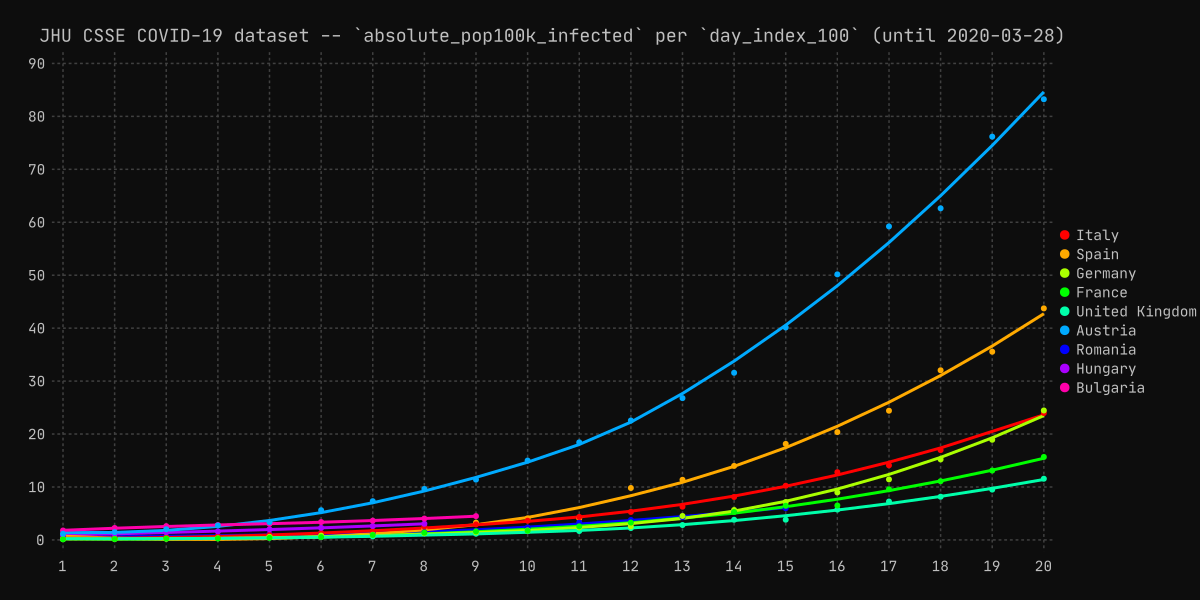 JHU CSSE COVID-19 dataset -- `absolute_pop100k_infected` per `day_index_100` (until 2020-03-28)
90
80
70
60
50
40
30
20
10
0
1 2 3 4 5 6 7 8 9 10 11 12 13 14 15 16 17 18 19 20
Italy
Spain
Germany
France
United Kingdom
Austria
Romania
Hungary
Bulgaria